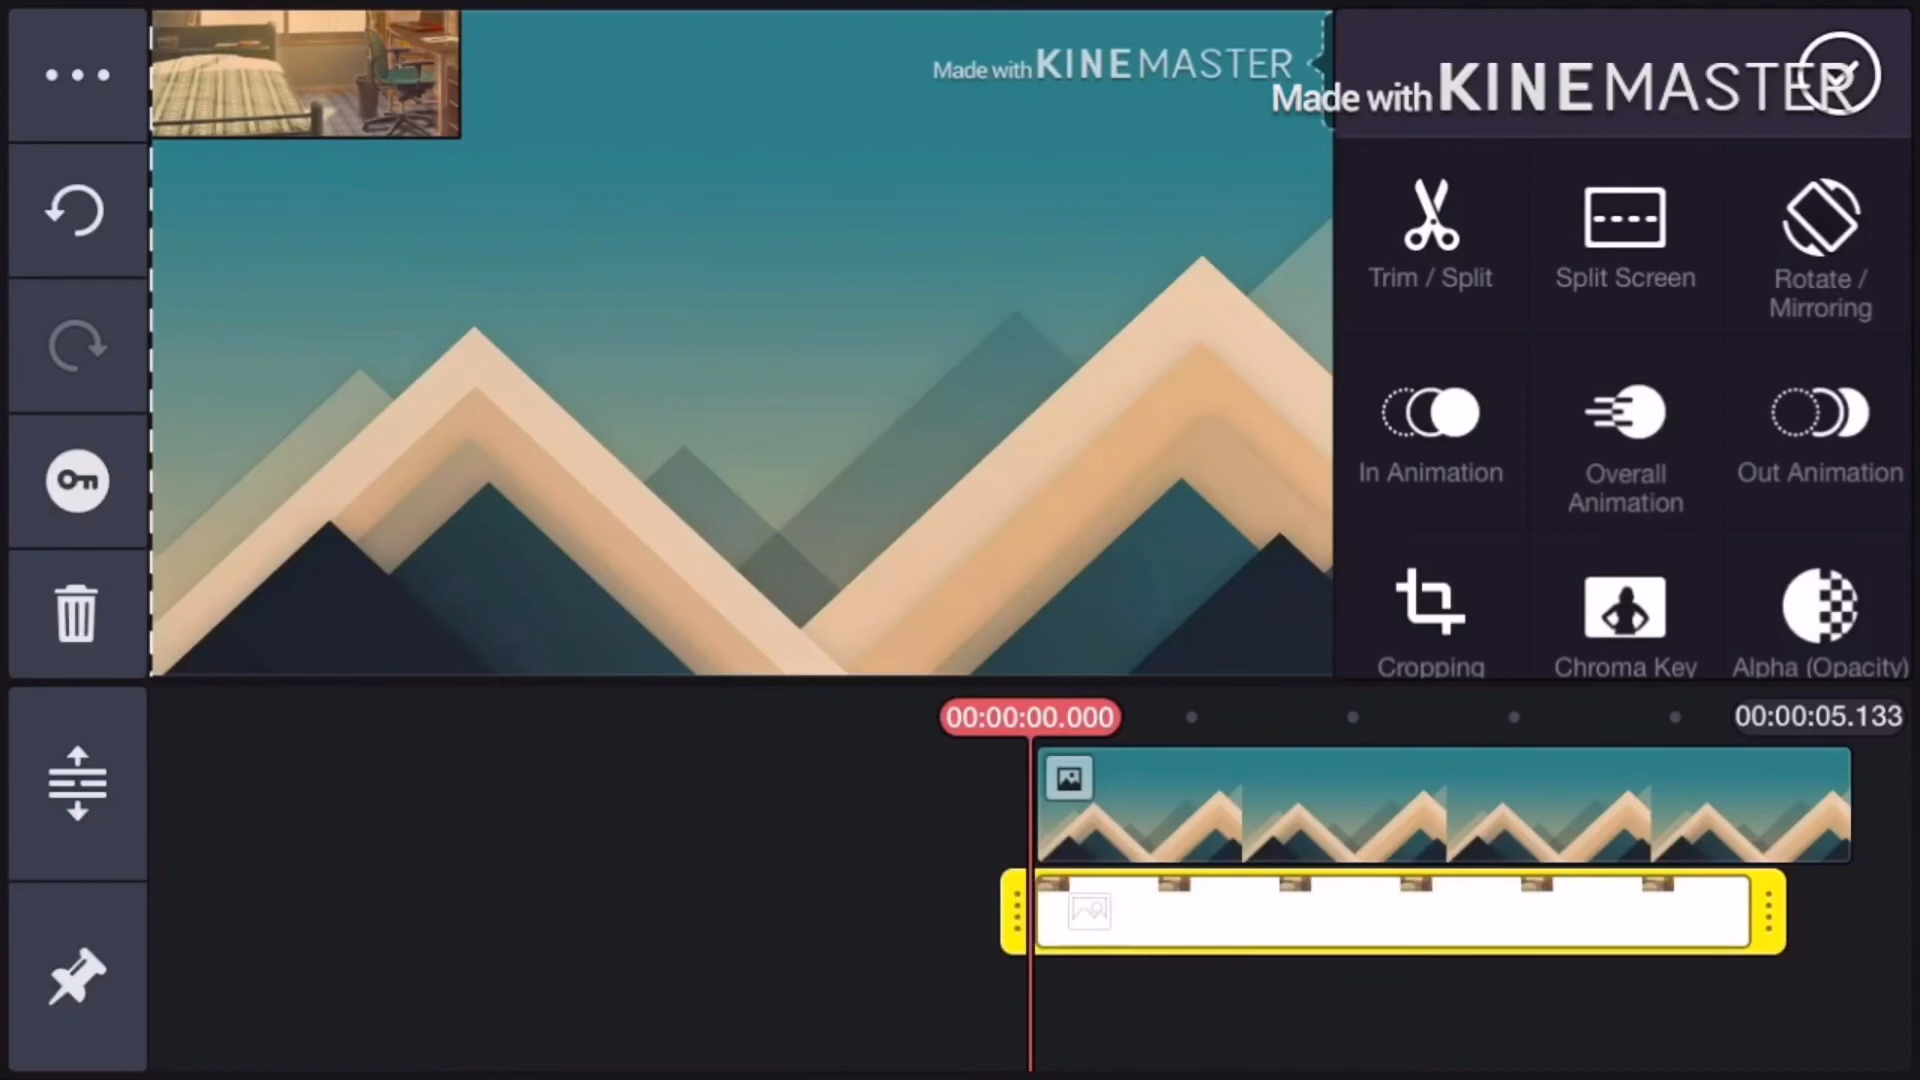 Made with KINEMASTER
Made with KINEMASTER
Trim / Split
Split Screen
Rotate /
Mirroring
In Animation
Overall
Animation
Out Animation
Cropping
Chroma Key
Alpha (Opacity)
00:00:00.000
00:00:05.133